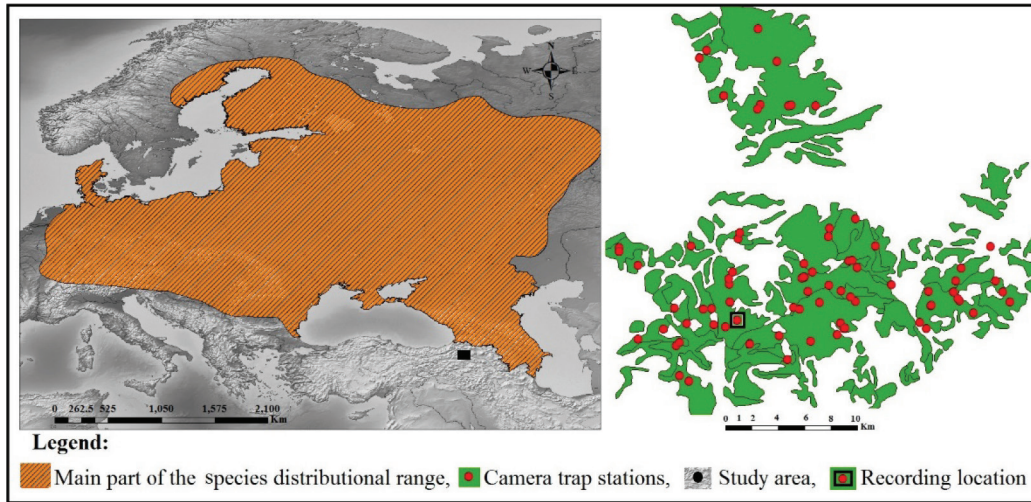 N
W E
S
0 262.5 525 1,050 1,575 2,100
Km
0 1 2 4 6 8 10
Km
Legend:
Main part of the species distributional range, Camera trap stations, Study area, Recording location